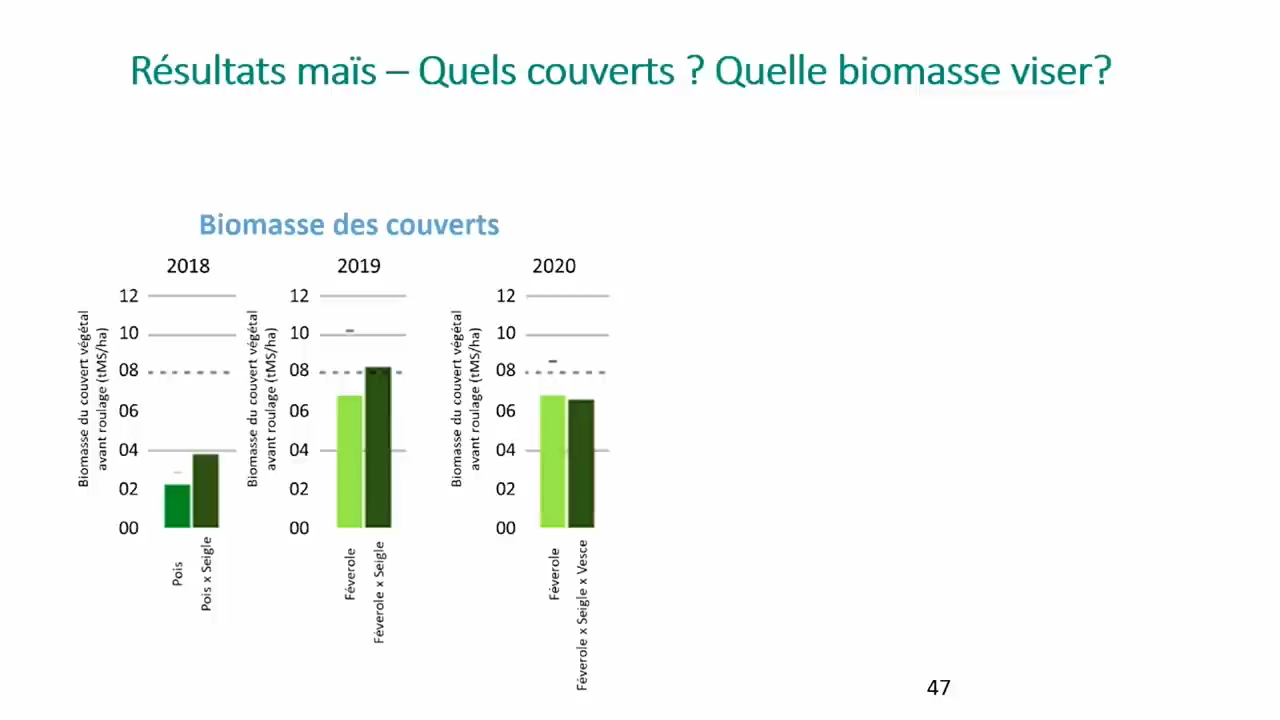 Résultats maïs – Quels couverts ? Quelle biomasse viser?
Biomasse des couverts
2018
Biomasse du couvert végétal
avant roulage (tMS/ha)
12
10
08
06
04
02
00
Pois
Pois x Seigle
2019
Biomasse du couvert végétal
avant roulage (tMS/ha)
12
10
08
06
04
02
00
Féverole
Féverole x Seigle
2020
Biomasse du couvert végétal
avant roulage (tMS/ha)
12
10
08
06
04
02
00
Féverole
Féverole x Seigle x Vesce
47